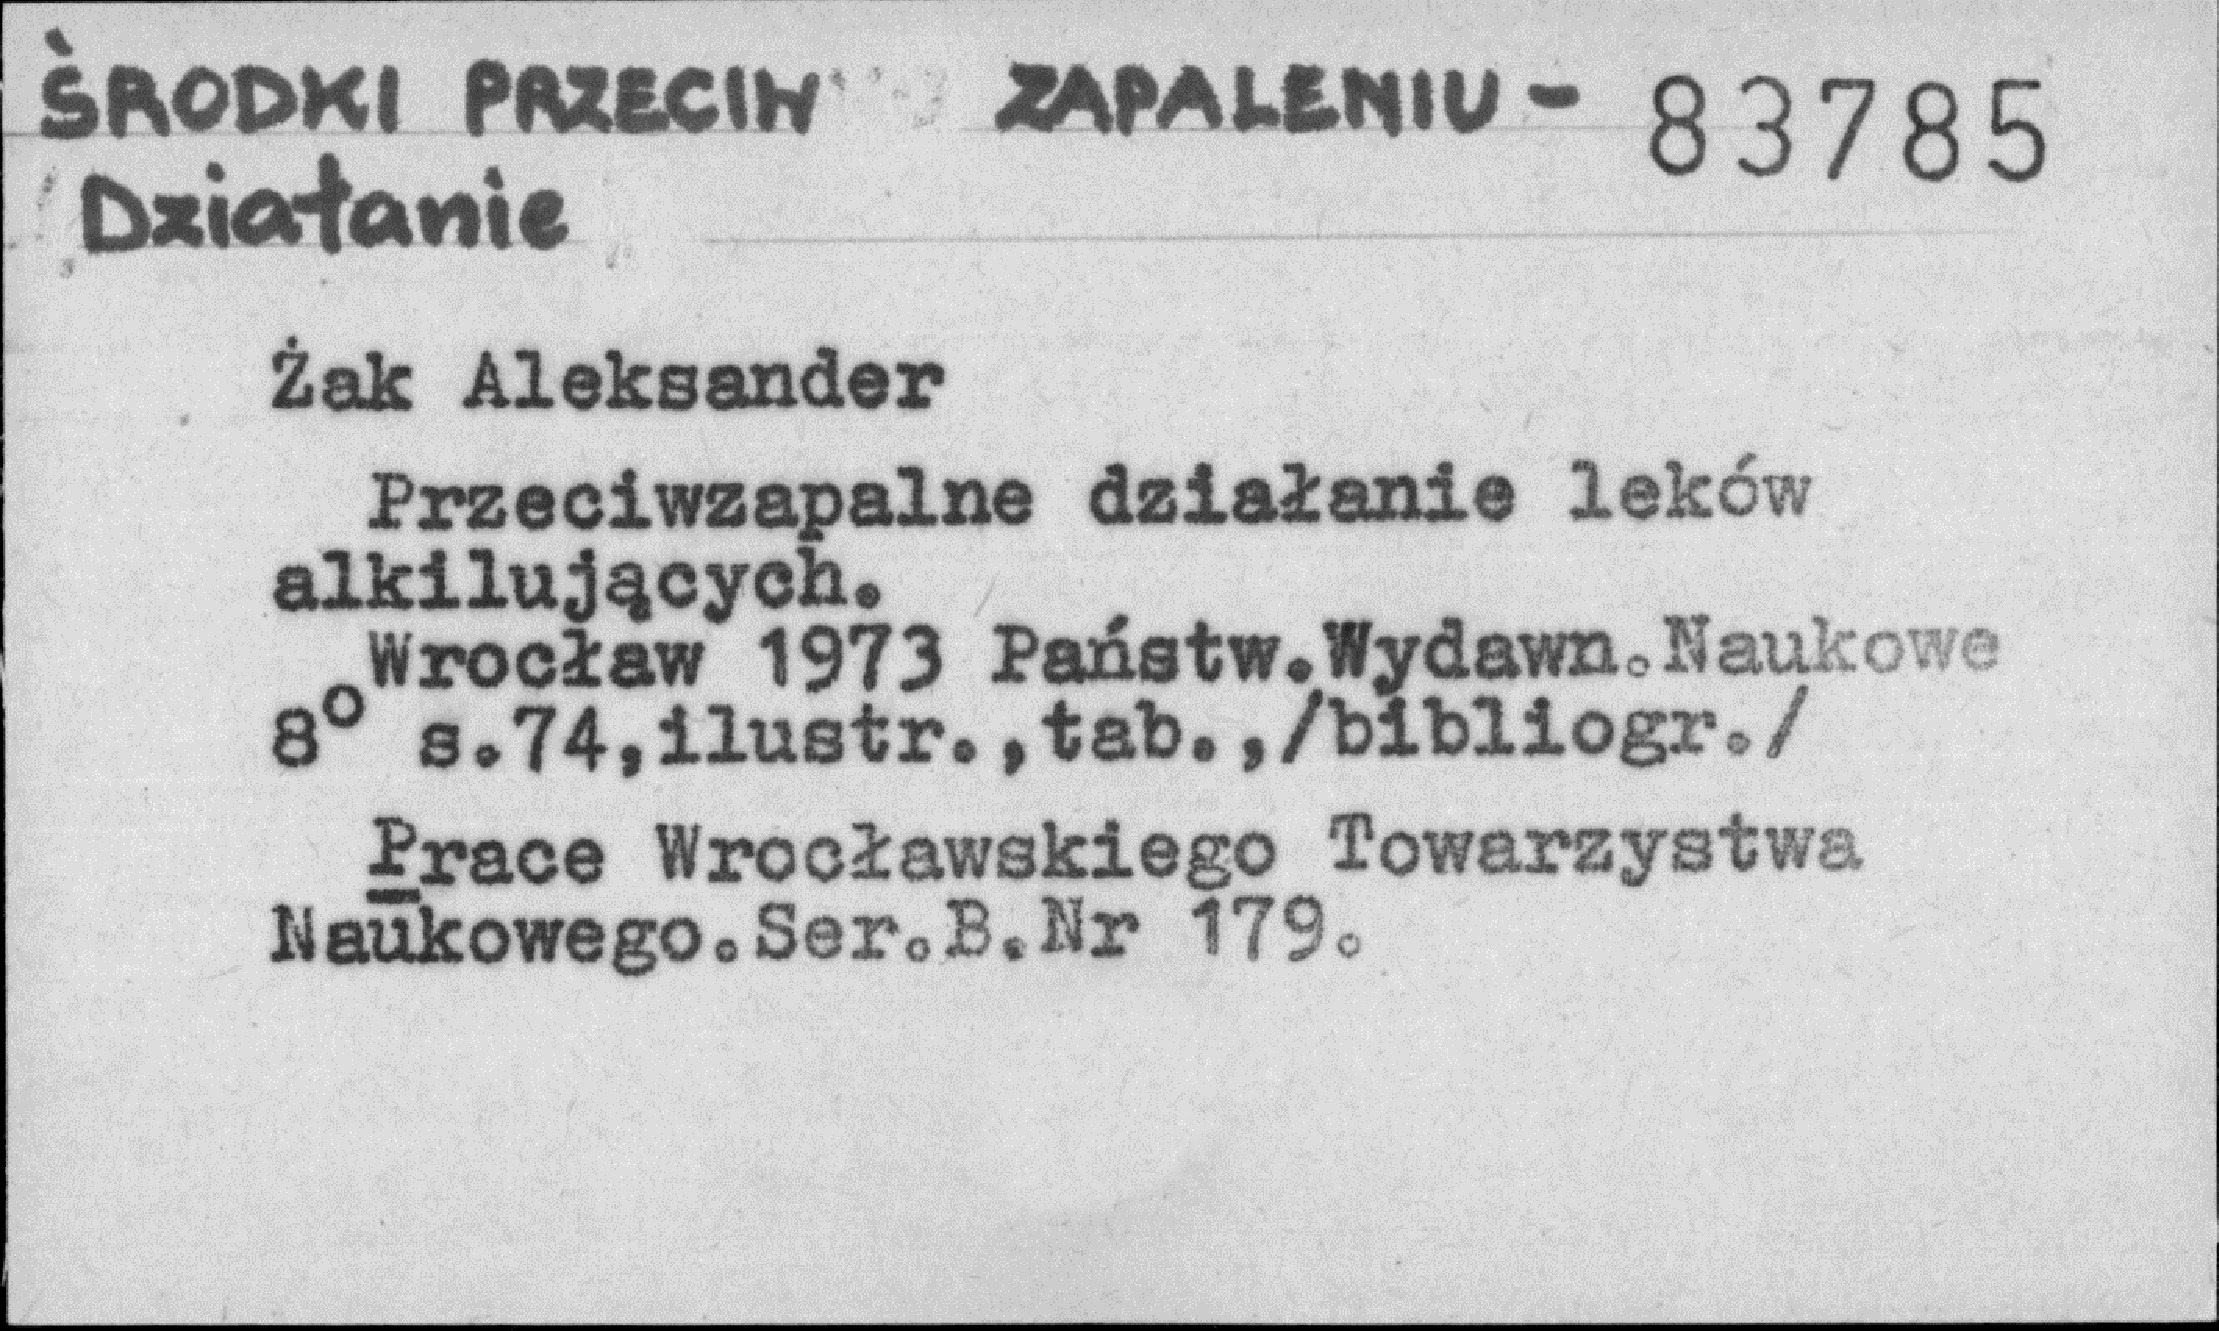 ŚRODKI PRZECIW ZAPALENIU - 83785
Działanie
Żak Aleksander
Przeciwzapalne działanie leków
alkilujących.
Wrocław 1973 Państw.Wydawn.Naukowe
8° s.74,ilustr.,tab.,/bibliogr./
Prace Wrocławskiego Towarzystwa
Naukowego.Ser.B.Nr 179.